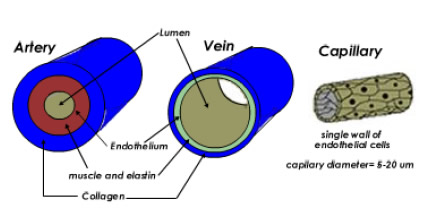 Artery
Lumen
Vein
Capillary
Endothelium
muscle and elastin
Collagen
single wall of
endothelial cells
capillary diameter= 5-20 um